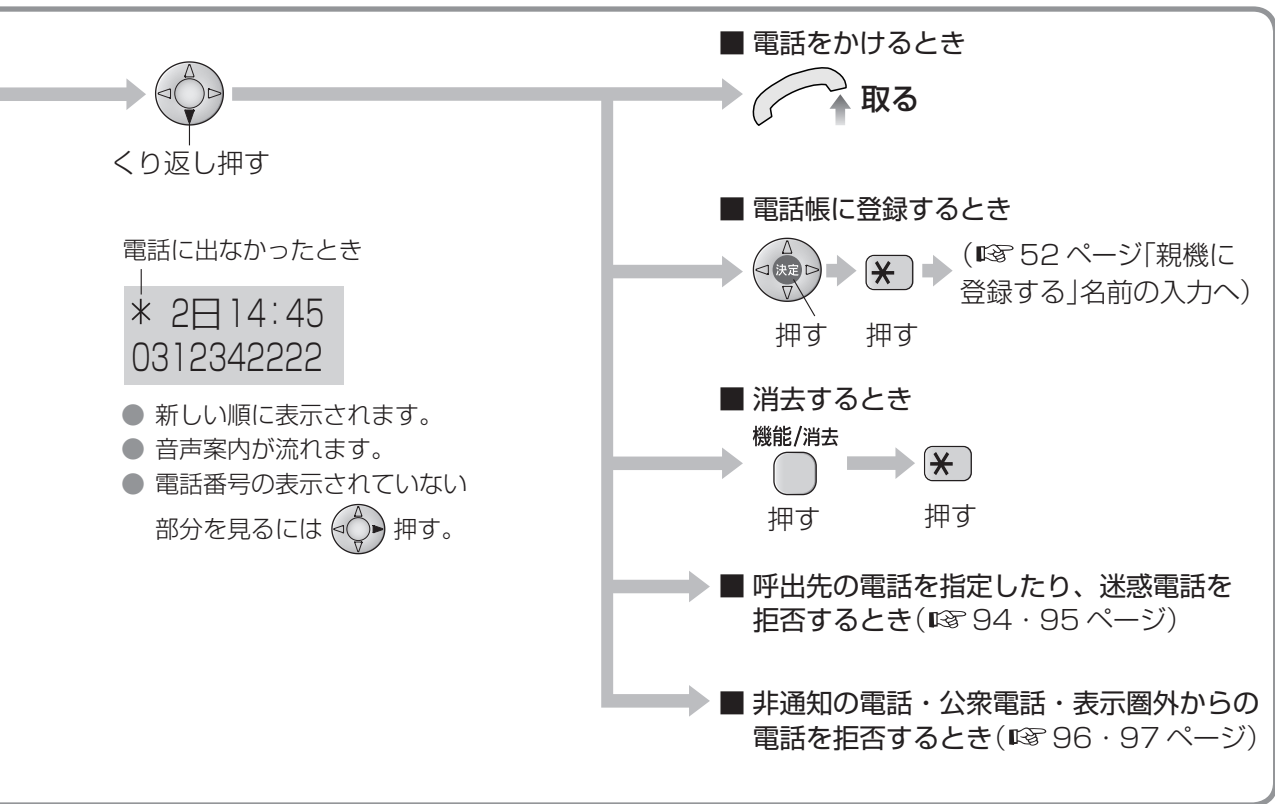 くり返し押す
電話に出なかったとき
* 2日14:45
0312342222
● 新しい順に表示されます。
● 音声案内が流れます。
● 電話番号の表示されていない
部分を見るには 押す。
■ 電話をかけるとき
取る
■ 電話帳に登録するとき
決定 * (☞ 52 ページ「親機に
登録する」名前の入力へ)
押す 押す
■ 消去するとき
機能/消去
*
押す 押す
■ 呼出先の電話を指定したり、迷惑電話を
拒否するとき(☞ 94・95 ページ)
■ 非通知の電話・公衆電話・表示圏外からの
電話を拒否するとき(☞ 96・97 ページ)